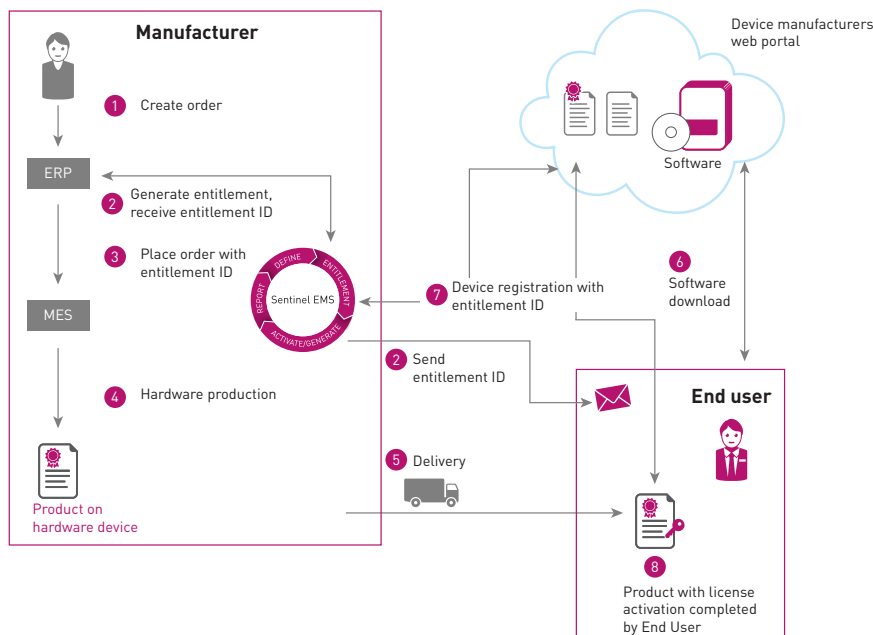 Manufacturer
1
Create order
ERP
2
Generate entitlement,
receive entitlement ID
3
Place order with
entitlement ID
MES
4
Hardware production
Product on
hardware device
DEFINE
ENTITLEMENT
ACTIVATE/GENERATE
REPORT
Sentinel EMS
Device manufacturers
web portal
Software
7
Device registration with
entitlement ID
6
Software
download
2
Send
entitlement ID
5
Delivery
End user
8
Product with license
activation completed
by End User